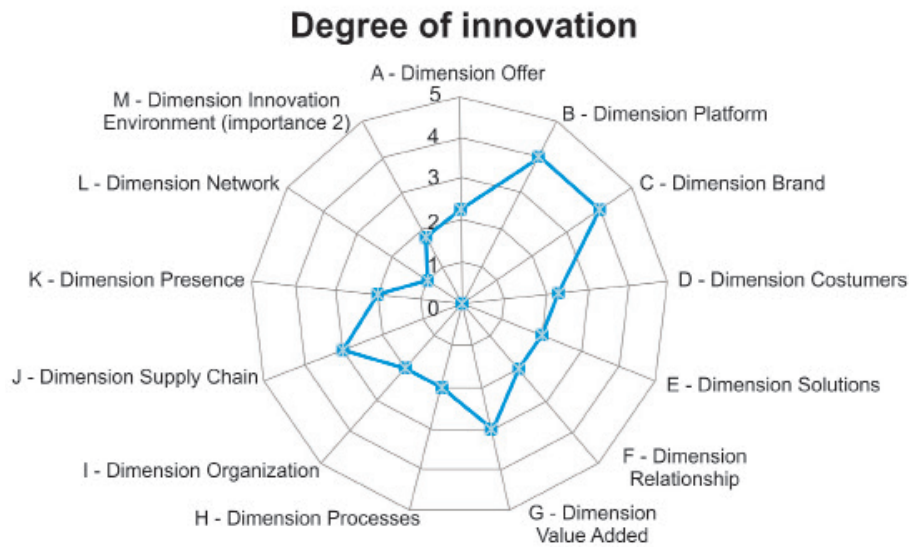 Degree of innovation
A - Dimension Offer
B - Dimension Platform
C - Dimension Brand
D - Dimension Costumers
E - Dimension Solutions
F - Dimension
Relationship
G - Dimension
Value Added
H - Dimension Processes
I - Dimension Organization
J - Dimension Supply Chain
K - Dimension Presence
L - Dimension Network
M - Dimension Innovation
Environment (importance 2)
5
4
3
2
1
0